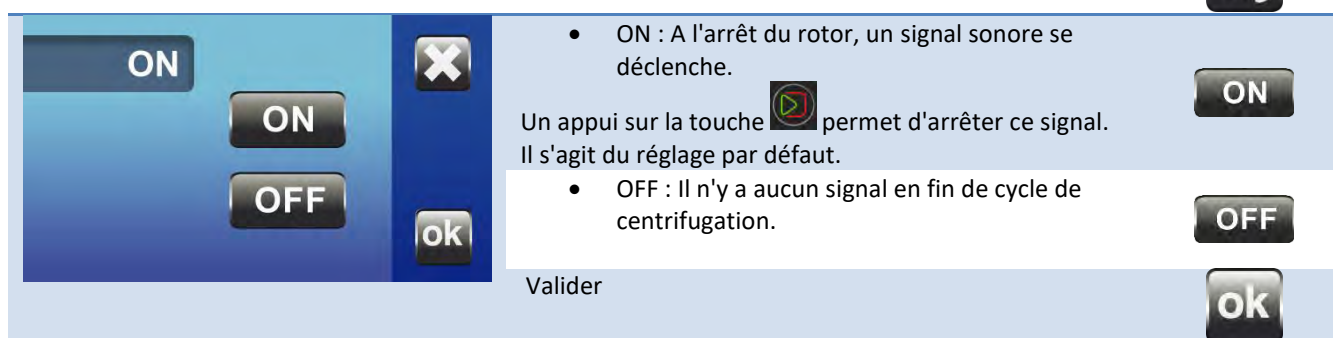 ON
ON
OFF
ok
• ON : A l'arrêt du rotor, un signal sonore se
déclenche.
Un appui sur la touche permet d'arrêter ce signal.
Il s'agit du réglage par défaut.
ON
• OFF : Il n'y a aucun signal en fin de cycle de
centrifugation.
OFF
Valider
ok